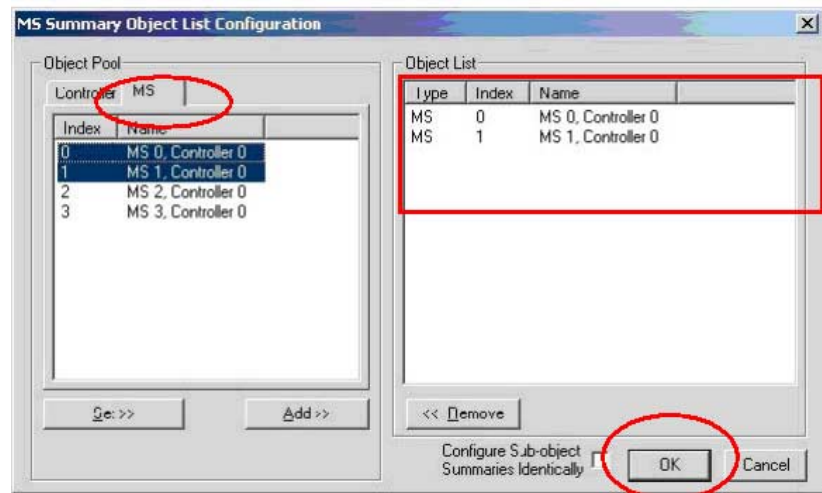 MS Summary Object List Configuration
Object Pool
Controller MS
Index Name
0 MS 0, Controller 0
1 MS 1, Controller 0
2 MS 2, Controller 0
3 MS 3, Controller 0
Set >>
Add >>
Object List
Type Index Name
MS 0 MS 0, Controller 0
MS 1 MS 1, Controller 0
<< Remove
Configure Sub-object
Summaries Identically
OK
Cancel